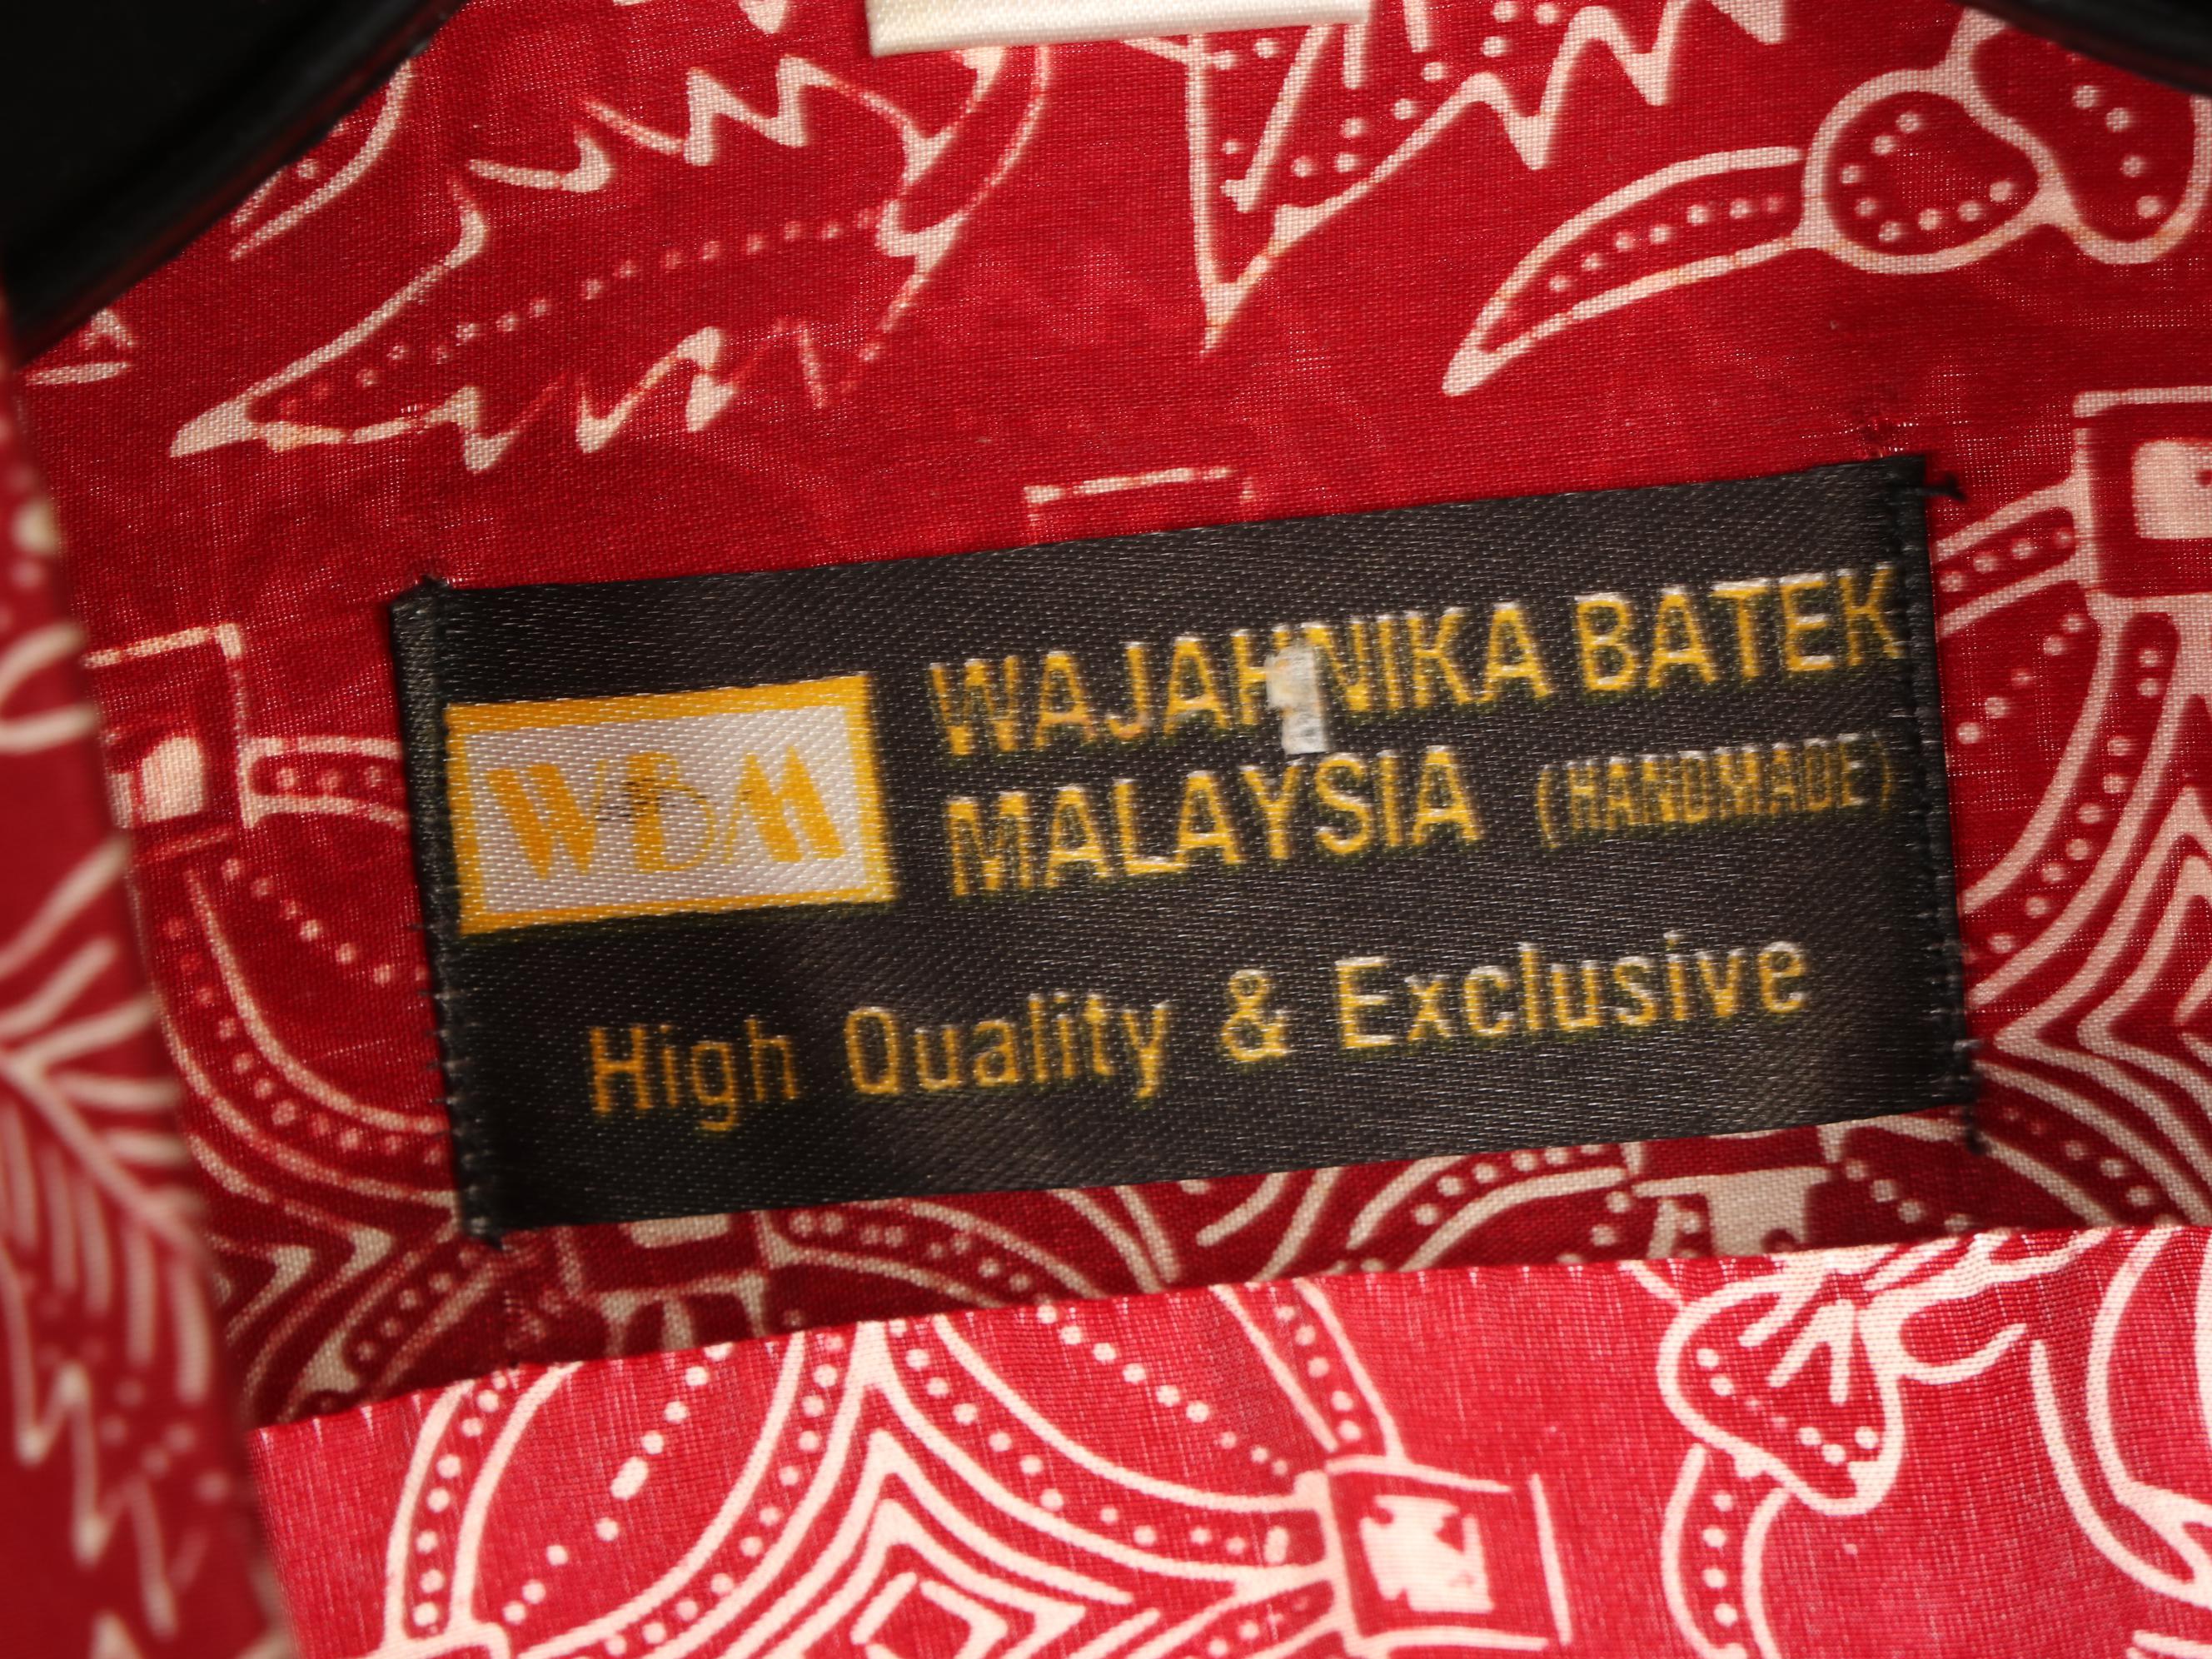 WBM
WAJAHNIKA BATEK
MALAYSIA (HANDMADE)
High Quality & Exclusive